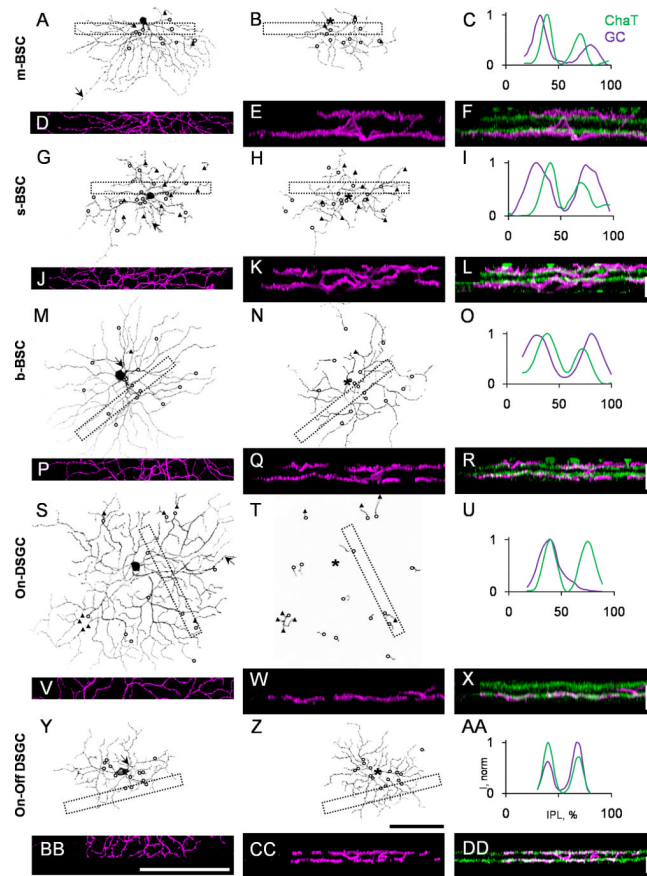 A B C
ChaT
GC
1
0
0 50 100
m-BSC
D E F
G H I
1
0
0 50 100
s-BSC
J K L
M N O
1
0
0 50 100
b-BSC
P Q R
S T U
1
0
0 50 100
On-DSGC
V W X
Y Z AA
1
0
I, norm
0 50 100
IPL, %
On-Off DSGC
BB CC DD